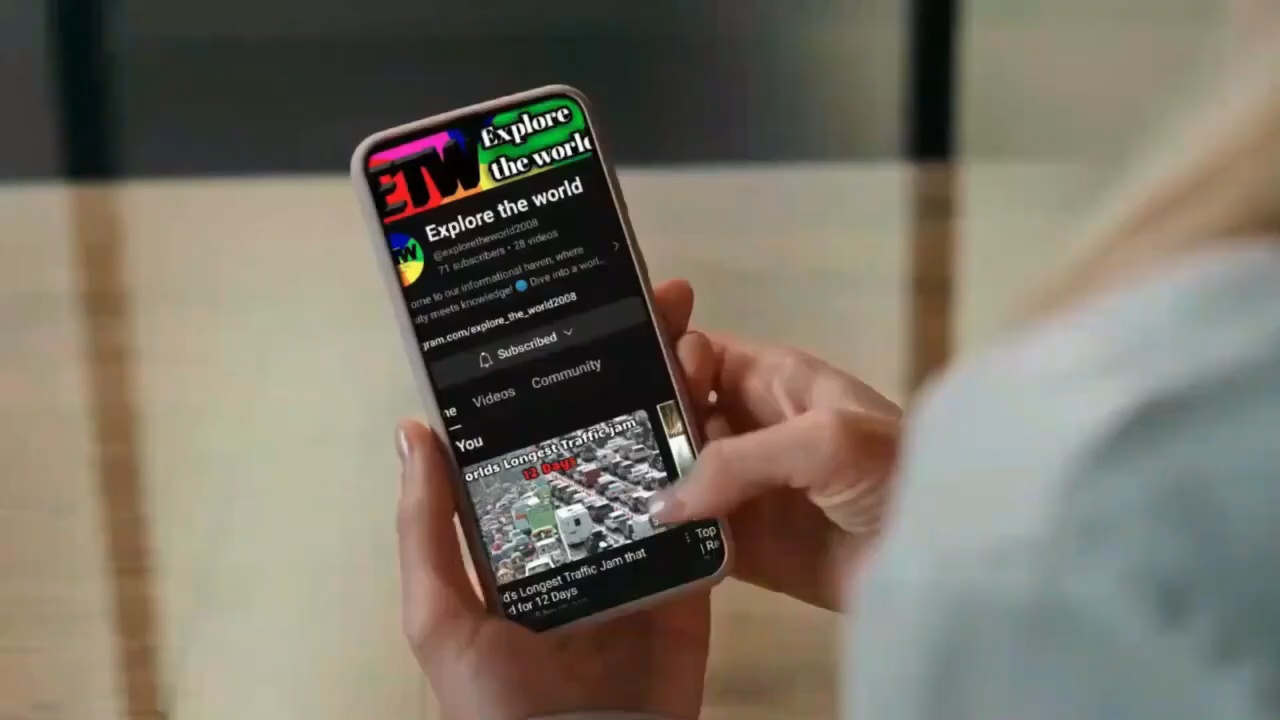 ETW
Explore
the world
Explore the world
@exploretheworld2008
71 subscribers • 28 videos
ome to our informational haven, where
ity meets knowledge! 🌐 Dive into a worl...
gram.com/explore_the_world2008
Subscribed
ne
Videos
Community
You
orlds Longest Traffic jam
12 Days
d's Longest Traffic Jam that
d for 12 Days
Top
| Re